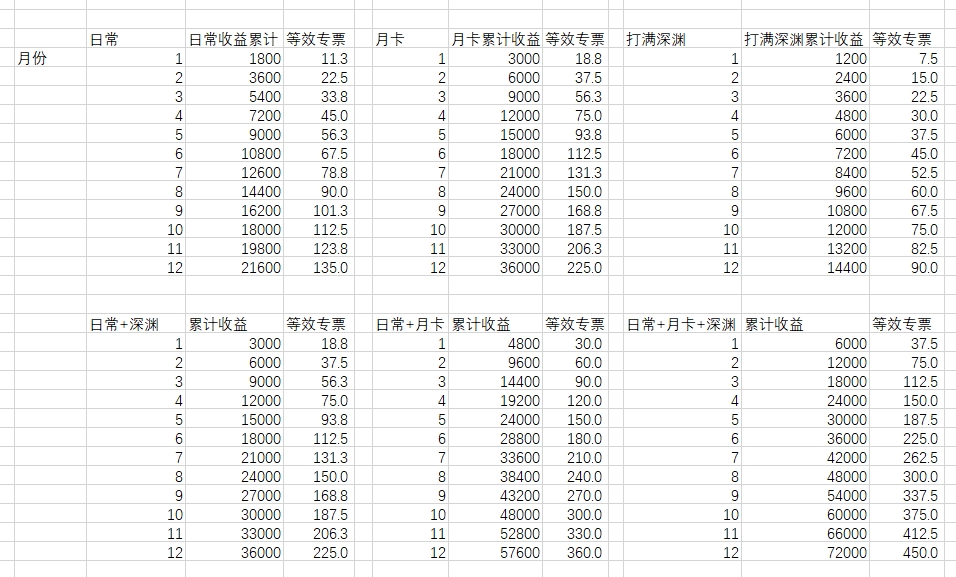 日常 日常收益累计 等效专票 月卡 月卡累计收益 等效专票 打满深渊 打满深渊累计收益 等效专票
月份 1 1800 11.3 1 3000 18.8 1 1200 7.5
2 3600 22.5 2 6000 37.5 2 2400 15.0
3 5400 33.8 3 9000 56.3 3 3600 22.5
4 7200 45.0 4 12000 75.0 4 4800 30.0
5 9000 56.3 5 15000 93.8 5 6000 37.5
6 10800 67.5 6 18000 112.5 6 7200 45.0
7 12600 78.8 7 21000 131.3 7 8400 52.5
8 14400 90.0 8 24000 150.0 8 9600 60.0
9 16200 101.3 9 27000 168.8 9 10800 67.5
10 18000 112.5 10 30000 187.5 10 12000 75.0
11 19800 123.8 11 33000 206.3 11 13200 82.5
12 21600 135.0 12 36000 225.0 12 14400 90.0
日常+深渊 累计收益 等效专票 日常+月卡 累计收益 等效专票 日常+月卡+深渊 累计收益 等效专票
1 3000 18.8 1 4800 30.0 1 6000 37.5
2 6000 37.5 2 9600 60.0 2 12000 75.0
3 9000 56.3 3 14400 90.0 3 18000 112.5
4 12000 75.0 4 19200 120.0 4 24000 150.0
5 15000 93.8 5 24000 150.0 5 30000 187.5
6 18000 112.5 6 28800 180.0 6 36000 225.0
7 21000 131.3 7 33600 210.0 7 42000 262.5
8 24000 150.0 8 38400 240.0 8 48000 300.0
9 27000 168.8 9 43200 270.0 9 54000 337.5
10 30000 187.5 10 48000 300.0 10 60000 375.0
11 33000 206.3 11 52800 330.0 11 66000 412.5
12 36000 225.0 12 57600 360.0 12 72000 450.0